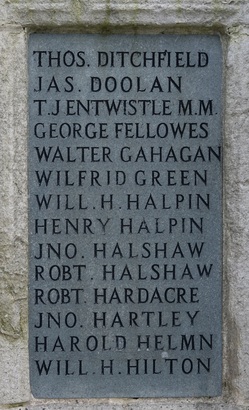 THOS. DITCHFIELD
JAS. DOOLAN
T.J ENTWISTLE M.M.
GEORGE FELLOWES
WALTER GAHAGAN
WILFRID GREEN
WILL. H. HALPIN
HENRY HALPIN
JNO. HALSHAW
ROBT. HALSHAW
ROBT. HARDACRE
JNO. HARTLEY
HAROLD HELMN
WILL. H. HILTON